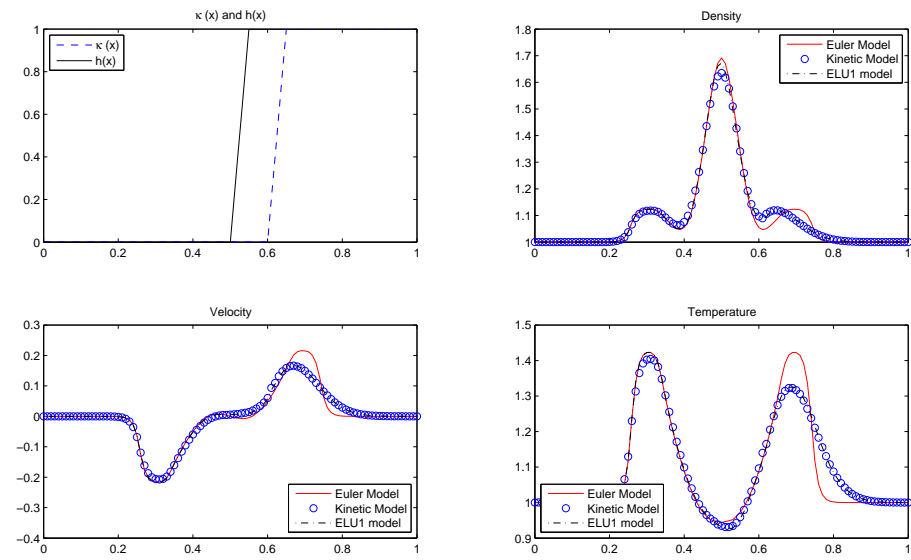 κ (x) and h(x)
1
0.8
0.6
0.4
0.2
0
0 0.2 0.4 0.6 0.8 1
κ (x)
h(x)
Density
1.8
1.7
1.6
1.5
1.4
1.3
1.2
1.1
1
0 0.2 0.4 0.6 0.8 1
Euler Model
Kinetic Model
ELU1 model
Velocity
0.3
0.2
0.1
0
−0.1
−0.2
−0.3
−0.4
0 0.2 0.4 0.6 0.8 1
Euler Model
Kinetic Model
ELU1 model
Temperature
1.5
1.4
1.3
1.2
1.1
1
0.9
0 0.2 0.4 0.6 0.8 1
Euler Model
Kinetic Model
ELU1 model